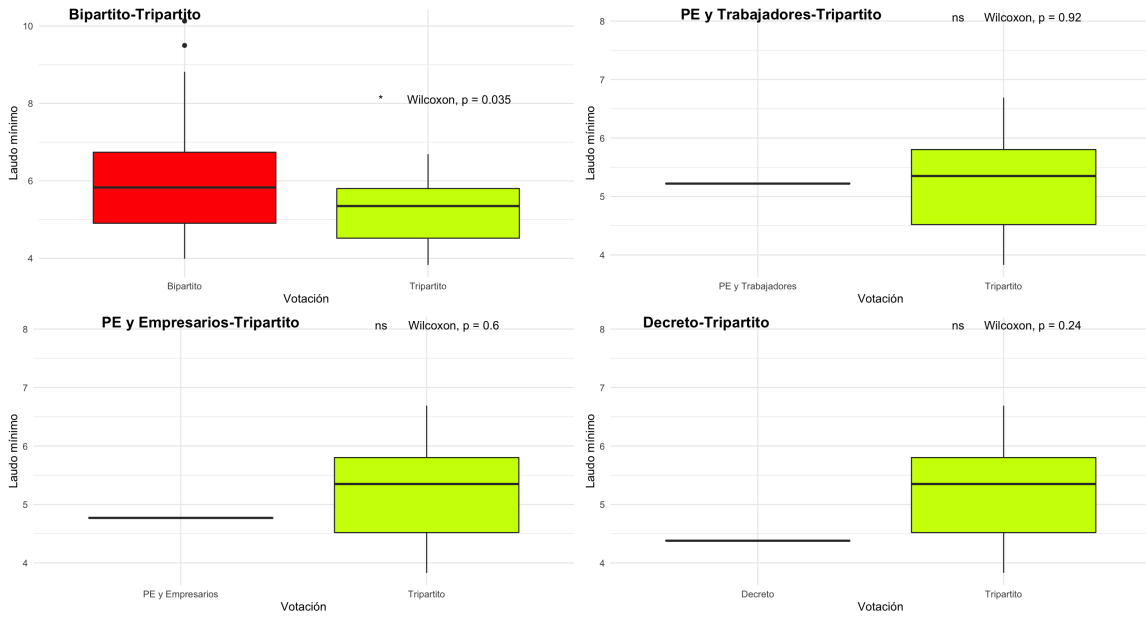 Bipartito-Tripartito
10
8
6
4
Laudo mínimo
* Wilcoxon, p = 0.035
Bipartito Tripartito
Votación
PE y Trabajadores-Tripartito
ns Wilcoxon, p = 0.92
8
7
6
5
4
Laudo mínimo
PE y Trabajadores Tripartito
Votación
PE y Empresarios-Tripartito
ns Wilcoxon, p = 0.6
8
7
6
5
4
Laudo mínimo
PE y Empresarios Tripartito
Votación
Decreto-Tripartito
ns Wilcoxon, p = 0.24
8
7
6
5
4
Laudo mínimo
Decreto Tripartito
Votación